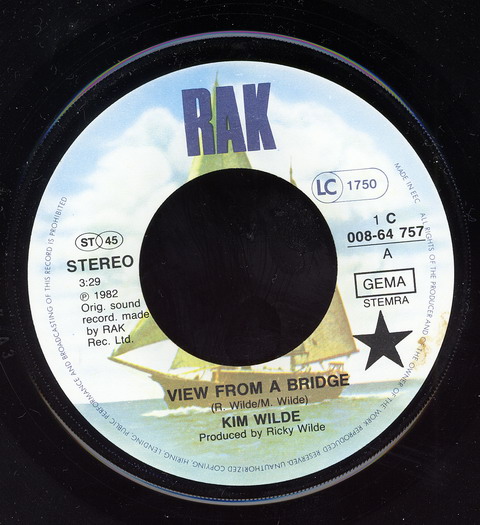 RAK
LC 1750
ST 45
STEREO
3:29
℗ 1982
Orig. sound
record. made
by RAK
Rec. Ltd.
1 C
008-64 757
A
GEMA
STEMRA
VIEW FROM A BRIDGE
(R. Wilde/M. Wilde)
KIM WILDE
Produced by Ricky Wilde
MADE IN EEC. ALL RIGHTS OF THE PRODUCER AND OF THE OWNER OF THE WORK REPRODUCED RESERVED. UNAUTHORIZED COPYING, HIRING, LENDING, PUBLIC PERFORMANCE AND BROADCASTING OF THIS RECORD IS PROHIBITED